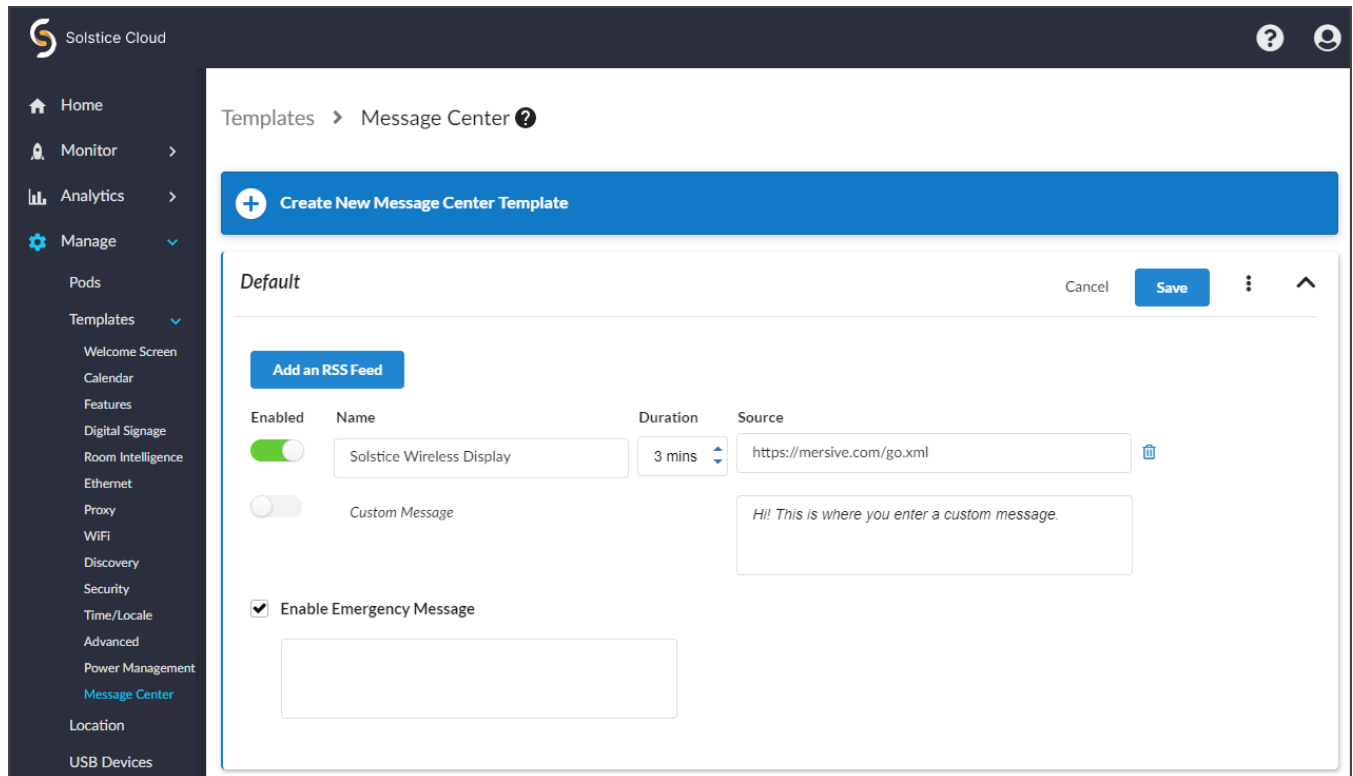 Solstice Cloud
Home
Monitor
Analytics
Manage
Pods
Templates
Welcome Screen
Calendar
Features
Digital Signage
Room Intelligence
Ethernet
Proxy
WiFi
Discovery
Security
Time/Locale
Advanced
Power Management
Message Center
Location
USB Devices
Templates > Message Center ?
+ Create New Message Center Template
Default Cancel Save
Add an RSS Feed
Enabled Name Duration Source
Solstice Wireless Display 3 mins https://mersive.com/go.xml
Custom Message Hi! This is where you enter a custom message.
Enable Emergency Message